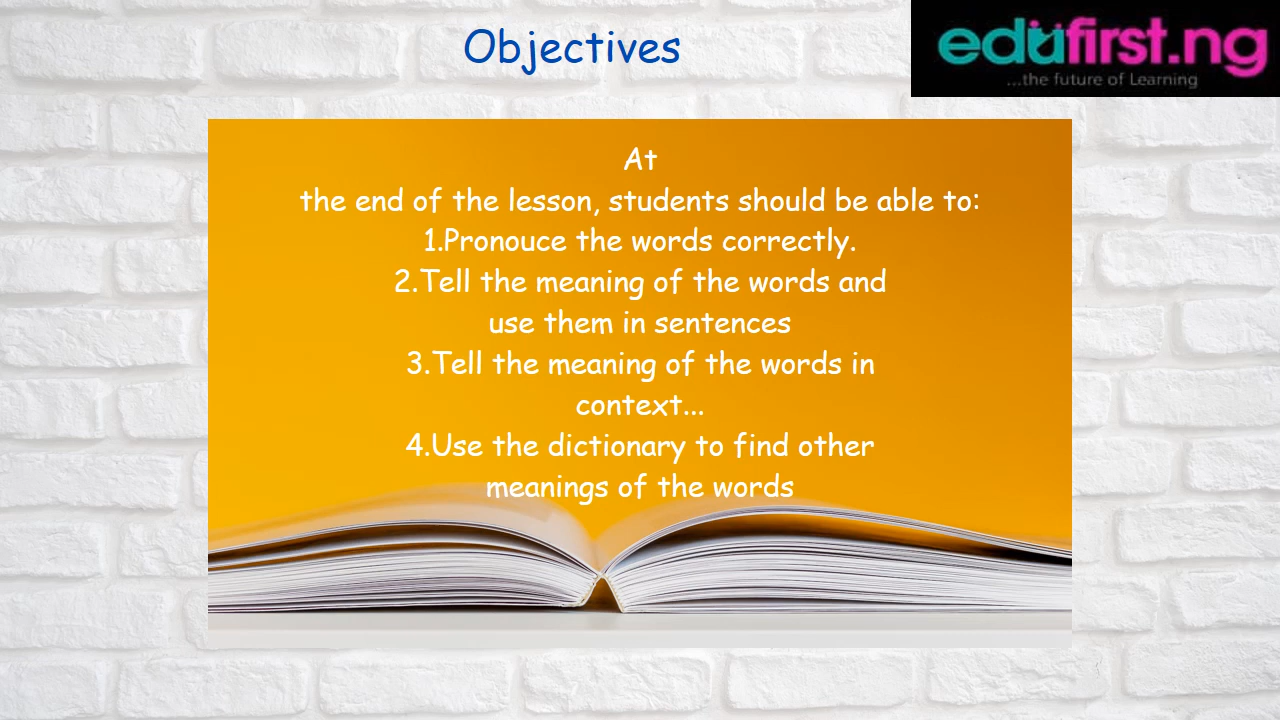 Objectives
edufirst.ng
...the future of Learning
At
the end of the lesson, students should be able to:
1.Pronouce the words correctly.
2.Tell the meaning of the words and
use them in sentences
3.Tell the meaning of the words in
context...
4.Use the dictionary to find other
meanings of the words